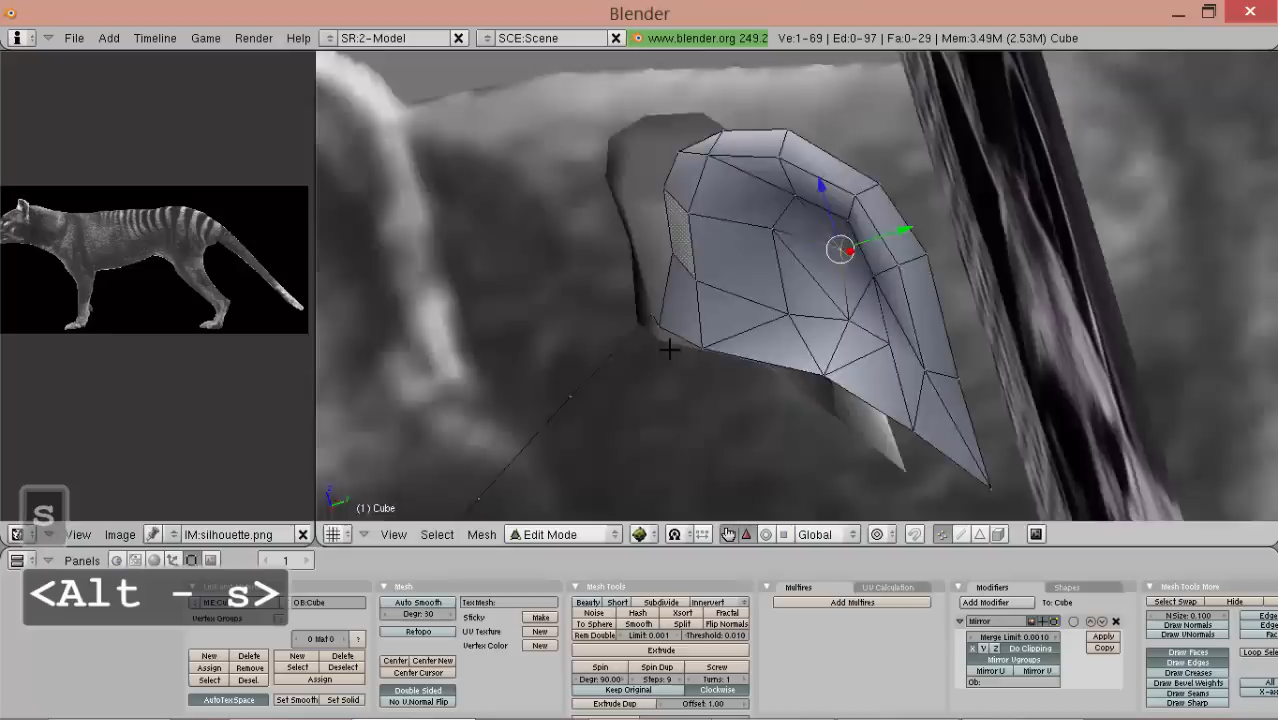 Blender
File Add Timeline Game Render Help SR:2-Model SCE:Scene www.blender.org 249.2 Ve:1-69 | Ed:0-97 | Fa:0-29 | Mem:3.49M (2.53M) Cube
(1) Cube
s
View Image IM:silhouette.png View Select Mesh Edit Mode Global
Panels 1
<Alt - s>
Mesh Mesh Tools Multires UV Calculation Modifiers Shapes Mesh Tools More
OB:Cube Auto Smooth TexMesh: Beauty Short Subdivide Innervert Add Multires Add Modifier To: Cube Select Swap Hide
Vertex Groups Degr: 30 Sticky Make Noise Hash Xsort Fractal Mirror NSize: 0.100
Retopo UV Texture New To Sphere Smooth Split Flip Normals Merge Limit: 0.0010 Apply Draw Normals
0 Mat 0 ? Vertex Color New Rem Double Limit: 0.001 Threshold: 0.010 X Y Z Do Clipping Copy Draw VNormals
New Delete New Delete Center Center New Extrude Mirror Vgroups Draw Faces
Assign Remove Select Deselect Center Cursor Spin Spin Dup Screw Mirror U Mirror V Draw Edges
Select Desel. Assign Degr: 90.00 Steps: 9 Turns: 1 Ob: Draw Creases
Double Sided Keep Original Clockwise Draw Bevel Weights
AutoTexSpace Set Smooth Set Solid No V.Normal Flip Extrude Dup Offset: 1.00 Draw Seams
Draw Sharp